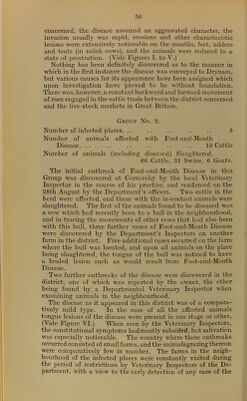 36
concerned, the disease assumed an aggravated character, the
invasion usually was rapid, erosions and other characteristic
lesions were extremely noticeable on the mouths, feet, udders
and teats (in milch cows), and the animals were reduced to a
state of prostration. (Vide Figures I. to V.)
Nothing has been definitely discovered as to the manner in
which in the first instance the disease was conveyed to Drynam,
but various causes for its appearance have been assigned which
upon investigation have proved to be without foundation.
There was, however, a constant backward and forward movement
of men engaged in the cattle trade between the district concerned
and the live-stock markets in Great Britain.
GROUP NO. 2.
Number of infected places. .. .. .. .. .. 5
Number of animals affected with Foot-and-Mouth
Disease, .. .. .. .. .. 13 Cattle
Number of animals (including diseased) Slaughtered,
66 Cattle, 31 Swine, 6 Goats.
The initial outbreak of Foot-and-Mouth Disease in this
Group was discovered at Cornevily by the local Veterinary
Inspector in the course of his practice, and confirmed on the
28th August by the Department's officers. Two cattle in the
herd were affected, and these with the in-contact animals were
slaughtered. The first of the animals found to be diseased was
a cow which had recently been to a bull in the neighbourhood,
and in tracing the movements of other cows that had also been
with this bull, three further cases of Foot-and-Mouth Disease
were discovered by the Department's Inspectors on another
farm in the district. Five additional cases occurred on the farm
where the bull was located, and upon all animals on the place
being slaughtered, the tongue of the bull was noticed to have
a healed lesion such as would result from Foot-and-Mouth
Disease.
Two further outbreaks of the disease were discovered in the
district, one of which was reported by the owner, the other
being found by a Departmental Veterinary Inspector when
examining animals in the neighbourhood.
The disease as it appeared in this district was of a compara-
tively mild type. In the case of all the affected animals
tongue lesions of the disease were present in one stage or other.
(Vide Figure VI.) When seen by the Veterinary Inspectors,
the constitutional symptoms had mostly subsided, but salivation
was especially noticeable. The country where these outbreaks
occurred consisted of small farms, and the animals grazing thereon
were comparatively few in number. The farms in the neigh-
bourhood of the infected places were constantly visited during
the period of restrictions by Veterinary Inspectors of the De-
partment, with a view to the early detection of any case of the